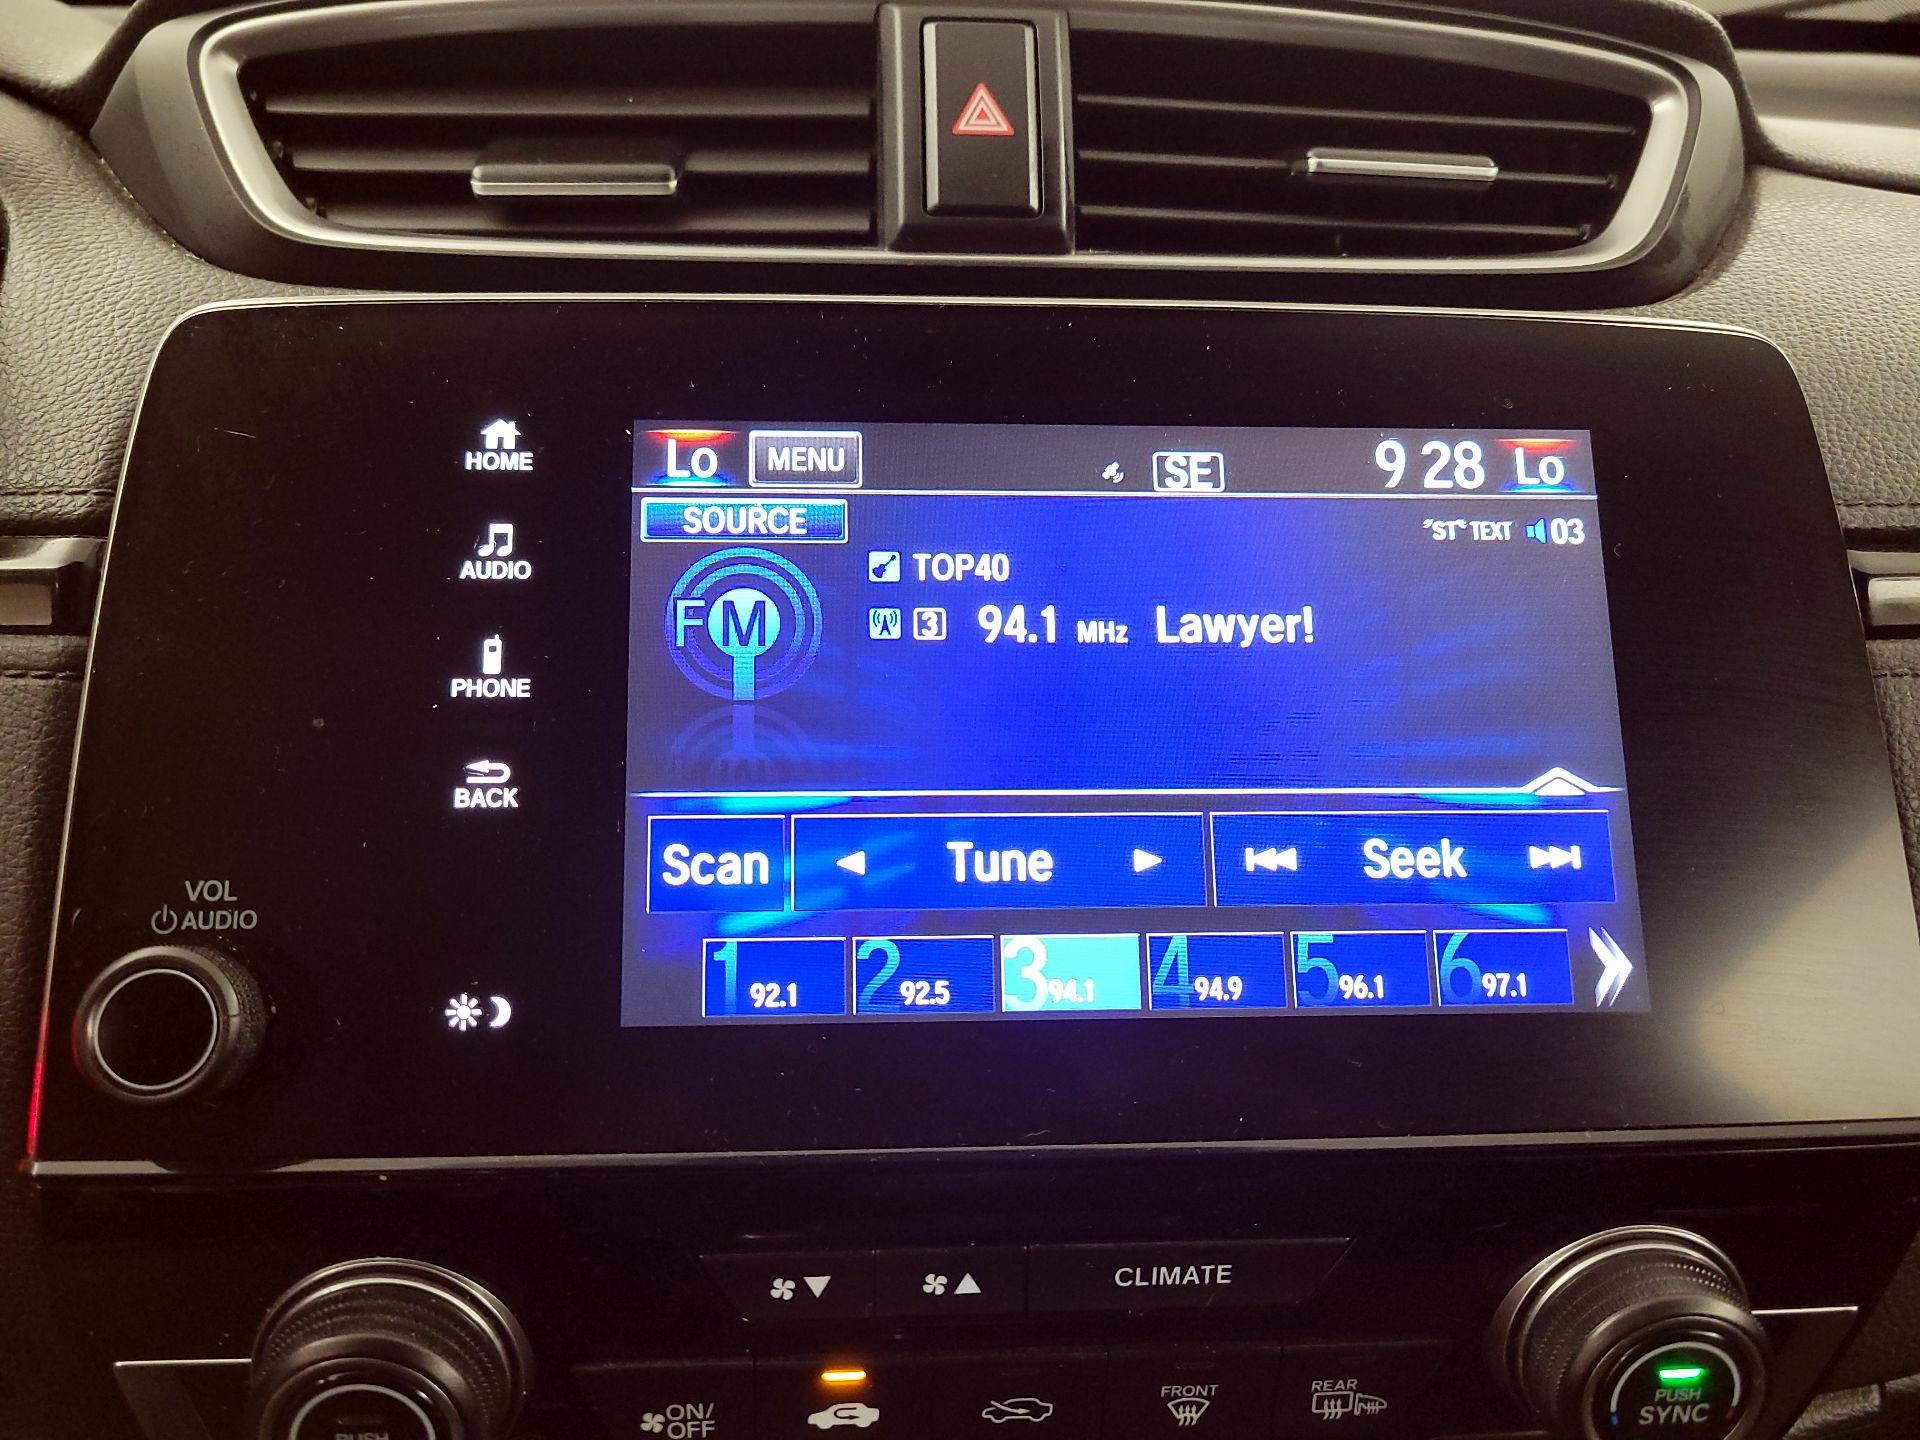 HOME
AUDIO
PHONE
BACK
VOL
AUDIO
Lo MENU SE 9 28 Lo
SOURCE
"ST" TEXT 03
FM
TOP40
3 94.1 MHz Lawyer!
Scan Tune Seek
1 92.1 2 92.5 3 94.1 4 94.9 5 96.1 6 97.1
CLIMATE
ON/
OFF
FRONT
REAR
PUSH
PUSH
SYNC